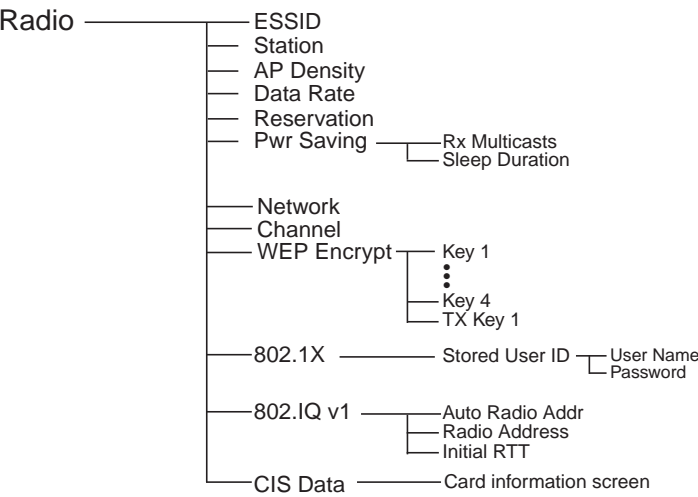 Radio
ESSID
Station
AP Density
Data Rate
Reservation
Pwr Saving
Rx Multicasts
Sleep Duration
Network
Channel
WEP Encrypt
Key 1
Key 4
TX Key 1
802.1X
Stored User ID
User Name
Password
802.IQ v1
Auto Radio Addr
Radio Address
Initial RTT
CIS Data
Card information screen